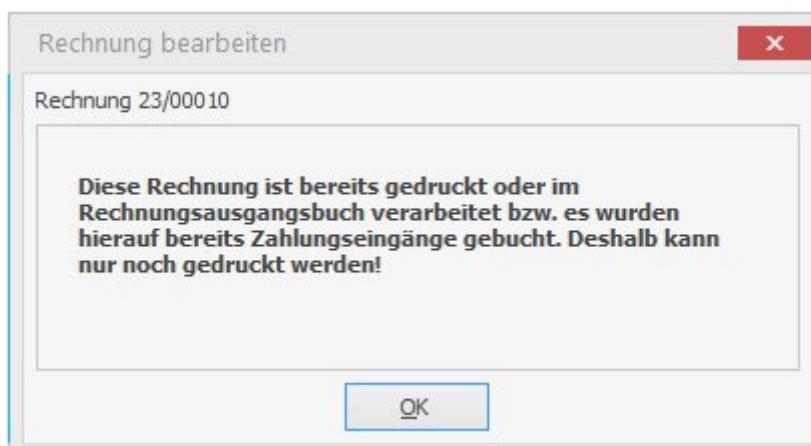 Rechnung bearbeiten
Rechnung 23/00010
Diese Rechnung ist bereits gedruckt oder im
Rechnungsausgangsbuch verarbeitet bzw. es wurden
hierauf bereits Zahlungseingänge gebucht. Deshalb kann
nur noch gedruckt werden!
OK